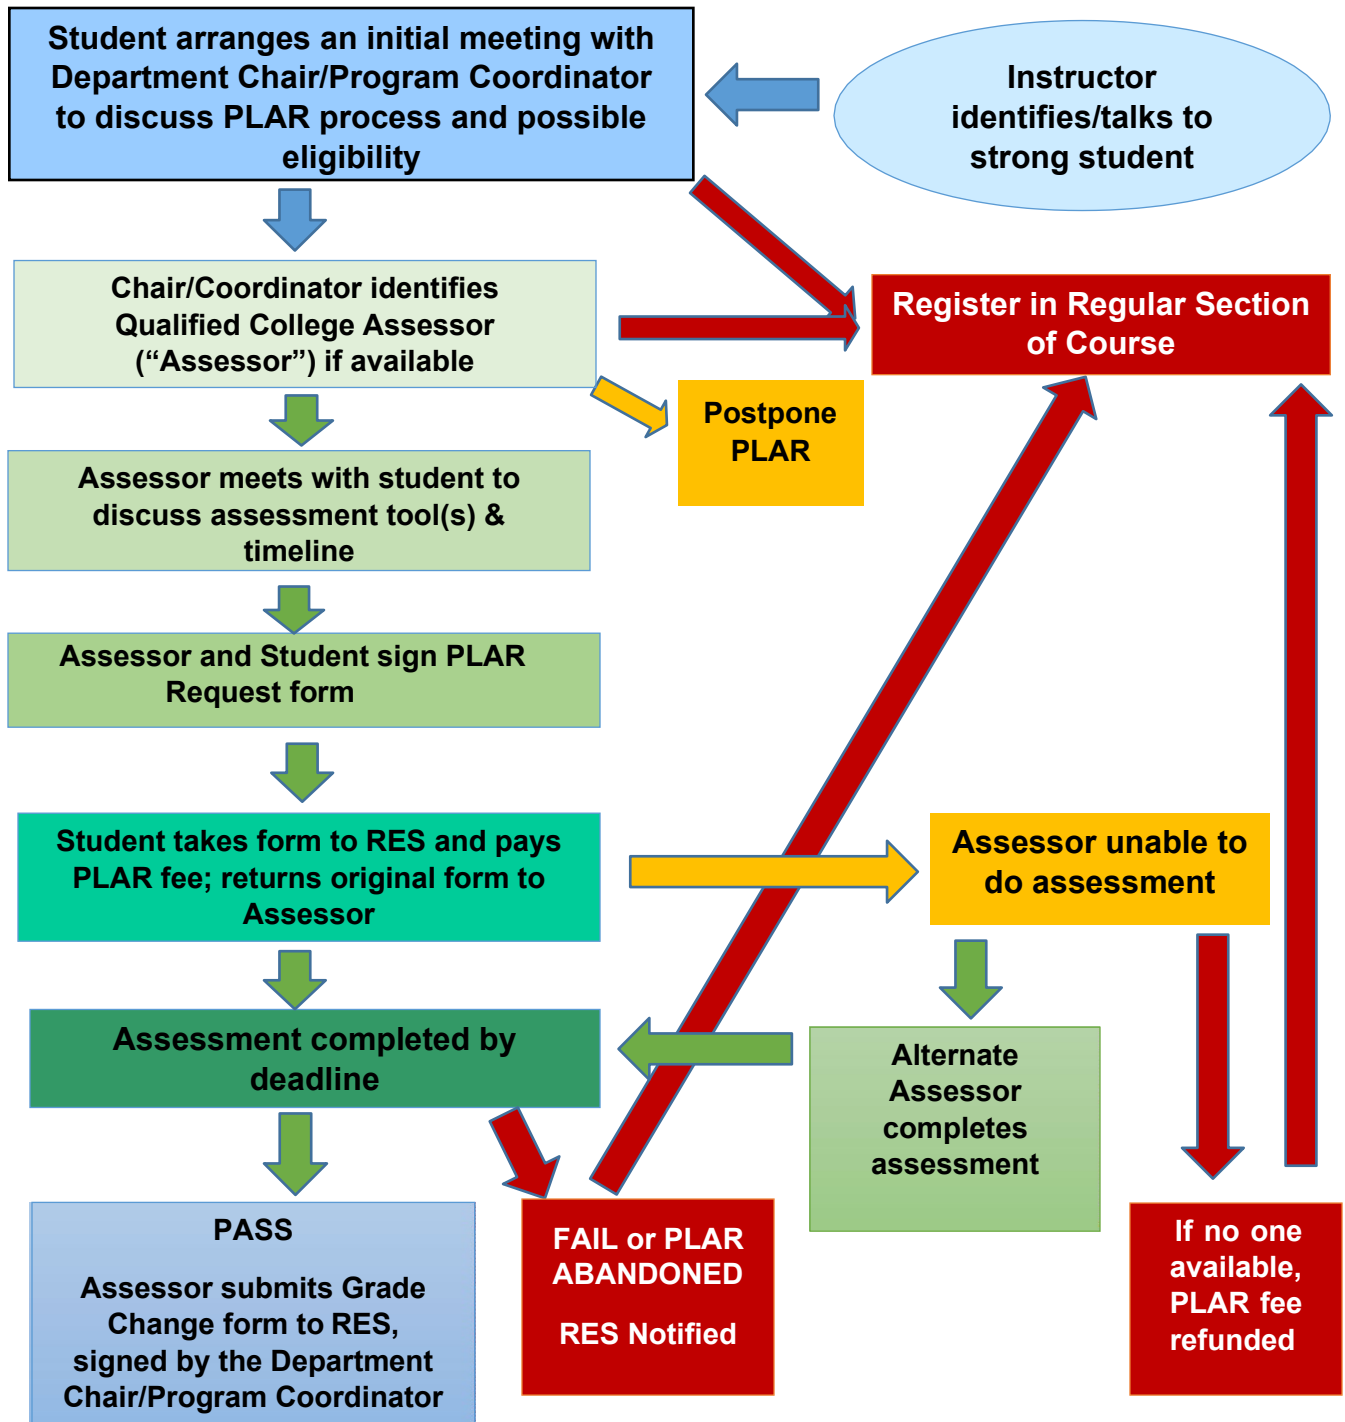 Student arranges an initial meeting with
Department Chair/Program Coordinator
to discuss PLAR process and possible
eligibility
Instructor
identifies/talks to
strong student
Chair/Coordinator identifies
Qualified College Assessor
(“Assessor”) if available
Register in Regular Section
of Course
Postpone
PLAR
Assessor meets with student to
discuss assessment tool(s) &
timeline
Assessor and Student sign PLAR
Request form
Student takes form to RES and pays
PLAR fee; returns original form to
Assessor
Assessor unable to
do assessment
Assessment completed by
deadline
Alternate
Assessor
completes
assessment
PASS
Assessor submits Grade
Change form to RES,
signed by the Department
Chair/Program Coordinator
FAIL or PLAR
ABANDONED
RES Notified
If no one
available,
PLAR fee
refunded